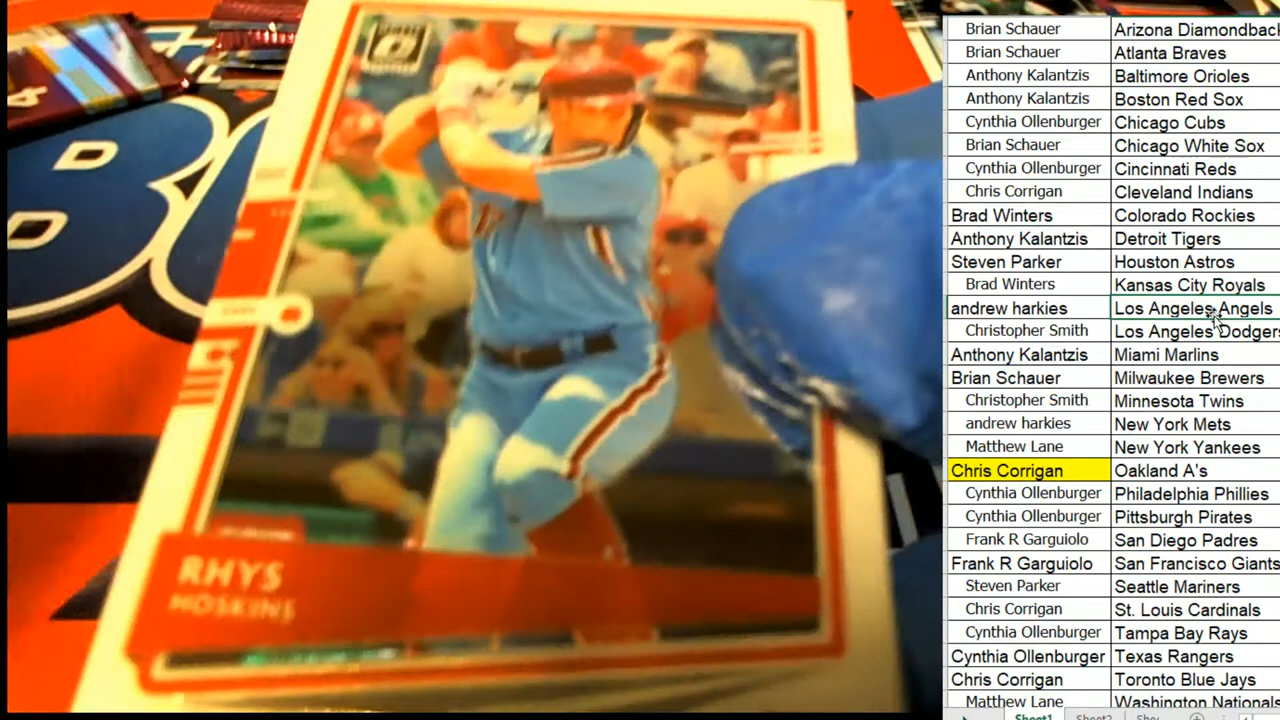 RHYS
HOSKINS
Brian Schauer Arizona Diamondback
Brian Schauer Atlanta Braves
Anthony Kalantzis Baltimore Orioles
Anthony Kalantzis Boston Red Sox
Cynthia Ollenburger Chicago Cubs
Brian Schauer Chicago White Sox
Cynthia Ollenburger Cincinnati Reds
Chris Corrigan Cleveland Indians
Brad Winters Colorado Rockies
Anthony Kalantzis Detroit Tigers
Steven Parker Houston Astros
Brad Winters Kansas City Royals
andrew harkies Los Angeles Angels
Christopher Smith Los Angeles Dodgers
Anthony Kalantzis Miami Marlins
Brian Schauer Milwaukee Brewers
Christopher Smith Minnesota Twins
andrew harkies New York Mets
Matthew Lane New York Yankees
Chris Corrigan Oakland A's
Cynthia Ollenburger Philadelphia Phillies
Cynthia Ollenburger Pittsburgh Pirates
Frank R Garguiolo San Diego Padres
Frank R Garguiolo San Francisco Giants
Steven Parker Seattle Mariners
Chris Corrigan St. Louis Cardinals
Cynthia Ollenburger Tampa Bay Rays
Cynthia Ollenburger Texas Rangers
Chris Corrigan Toronto Blue Jays
Matthew Lane Washington Nationals
Sheet1 Sheet2